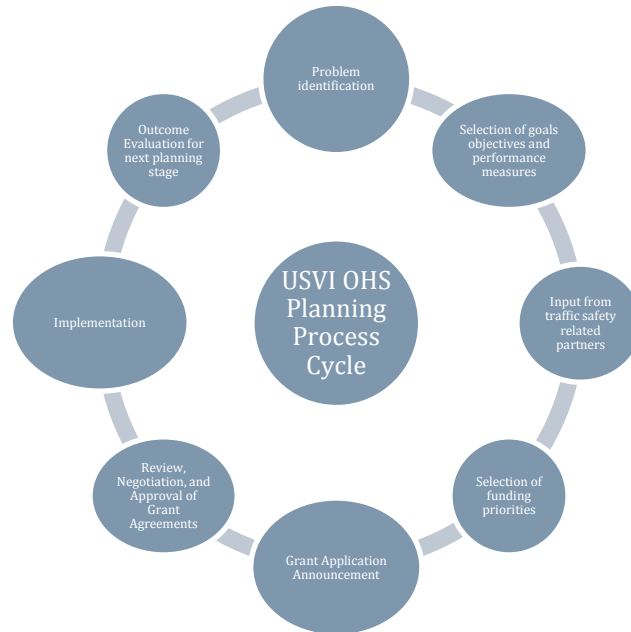 Problem
identification
Selection of goals
objectives and
performance
measures
Input from
traffic safety
related
partners
Selection of
funding
priorities
Grant Application
Announcement
Review,
Negotiation, and
Approval of
Grant
Agreements
Implementation
Outcome
Evaluation for
next planning
stage
USVI OHS
Planning
Process
Cycle